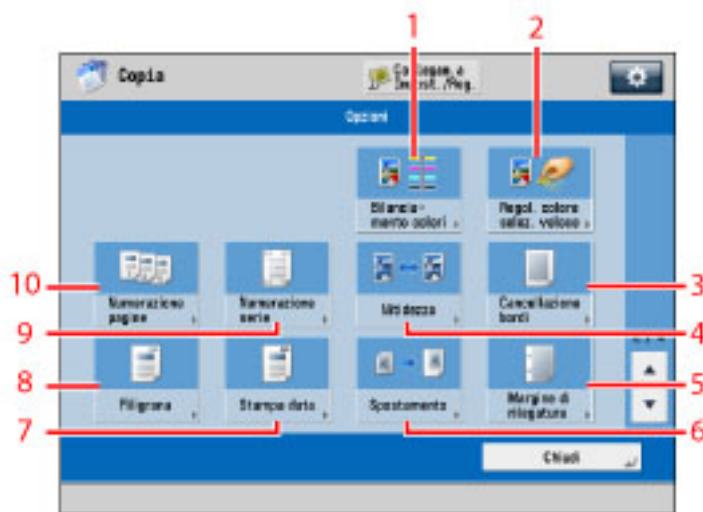 1
2
Copia
Collegam. a
Impost./Reg.
Opzioni
Bilancia-
mento colori
Regol. colore
selez. veloce
10
Numerazione
pagine
Numerazione
serie
Nitidezza
Cancellazione
bordi
3
9
4
8
Filigrana
Stampa data
Spostamento
Margine di
rilegatura
5
7
6
Chiudi